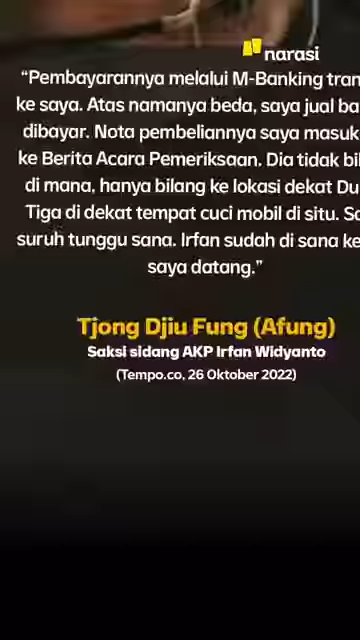 narasi
“Pembayarannya melalui M-Banking tran
ke saya. Atas namanya beda, saya jual ba
dibayar. Nota pembeliannya saya masuk
ke Berita Acara Pemeriksaan. Dia tidak bil
di mana, hanya bilang ke lokasi dekat Du
Tiga di dekat tempat cuci mobil di situ. Sa
suruh tunggu sana. Irfan sudah di sana ke
saya datang.”
Tjong Djiu Fung (Afung)
Saksi sidang AKP Irfan Widyanto
(Tempo.co, 26 Oktober 2022)